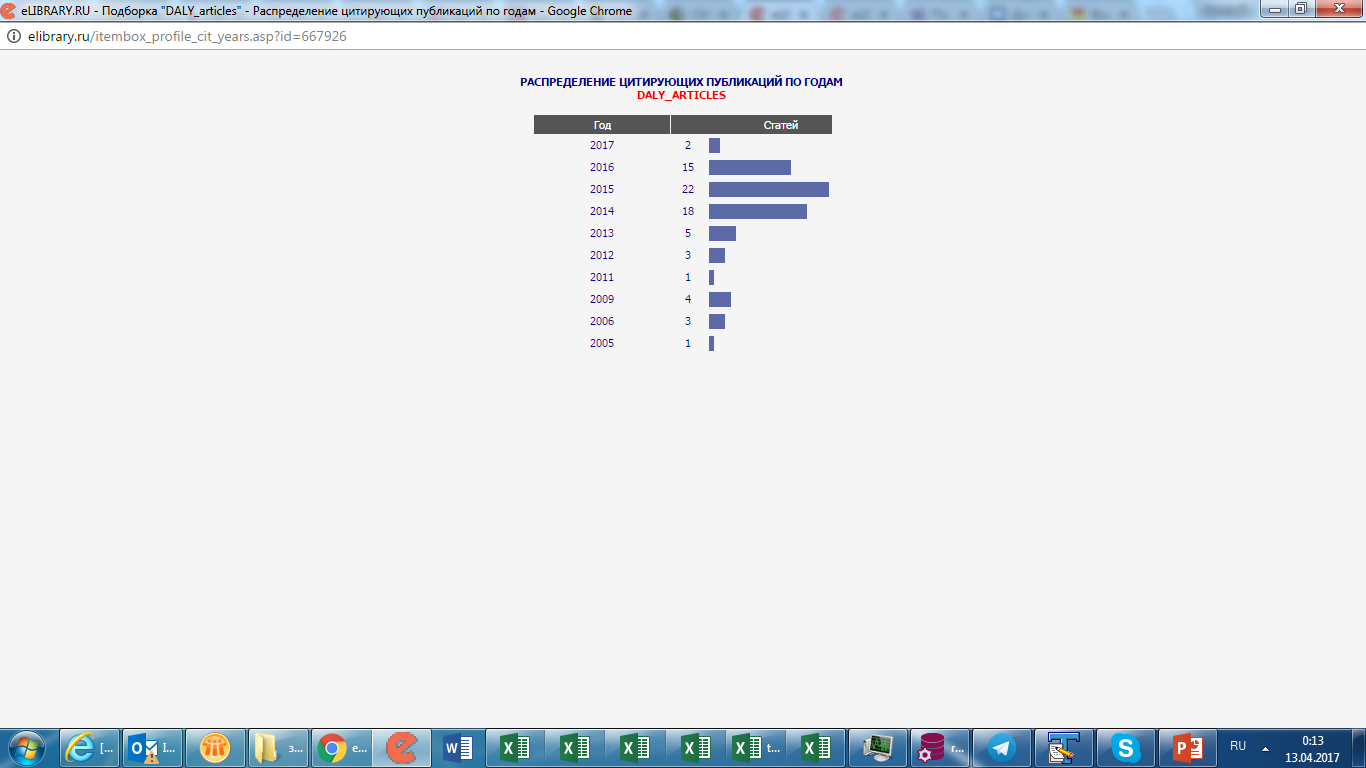 eLIBRARY.RU - Подборка "DALY_articles" - Распределение цитирующих публикаций по годам - Google Chrome
elibrary.ru/itembox_profile_cit_years.asp?id=667926
РАСПРЕДЕЛЕНИЕ ЦИТИРУЮЩИХ ПУБЛИКАЦИЙ ПО ГОДАМ
DALY_ARTICLES
Год Статей
2017 2
2016 15
2015 22
2014 18
2013 5
2012 3
2011 1
2009 4
2006 3
2005 1
[... I... з... e... t... r... RU 0:13
13.04.2017